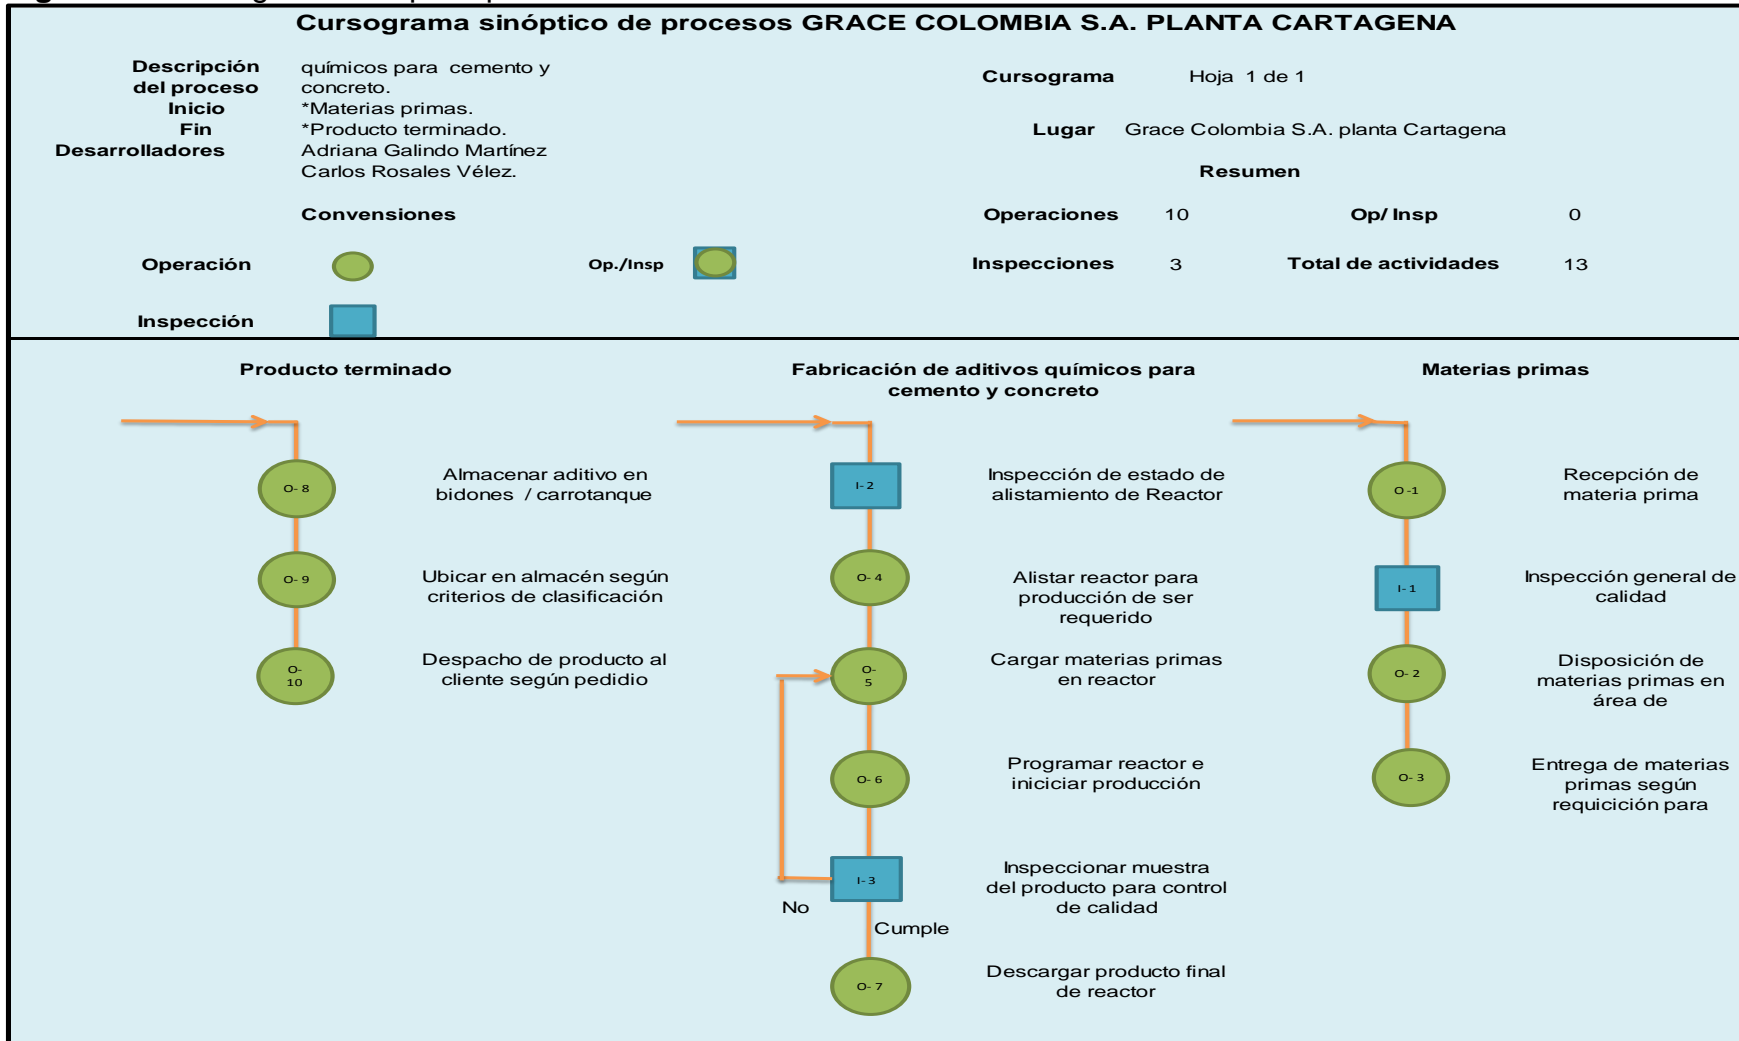 Cursograma sinóptico de procesos GRACE COLOMBIA S.A. PLANTA CARTAGENA
Descripción del proceso
químicos para cemento y
concreto.
Inicio *Materias primas.
Fin *Producto terminado.
Desarrolladores Adriana Galindo Martínez
Carlos Rosales Vélez.
Cursograma Hoja 1 de 1
Lugar Grace Colombia S.A. planta Cartagena
Resumen
Convensiones
Operaciones 10 Op/ Insp 0
Operación Op./Insp
Inspecciones 3 Total de actividades 13
Inspección
Producto terminado
O- 8
Almacenar aditivo en
bidones / carrotanque
O- 9
Ubicar en almacén según
criterios de clasificación
O-
10
Despacho de producto al
cliente según pedidio
Fabricación de aditivos químicos para
cemento y concreto
I- 2
Inspección de estado de
alistamiento de Reactor
O- 4
Alistar reactor para
producción de ser
requerido
O-
5
Cargar materias primas
en reactor
O- 6
Programar reactor e
iniciciar producción
I- 3
Inspeccionar muestra
del producto para control
de calidad
No
Cumple
O- 7
Descargar producto final
de reactor
Materias primas
O -1
Recepción de
materia prima
I- 1
Inspección general de
calidad
O- 2
Disposición de
materias primas en
área de
O- 3
Entrega de materias
primas según
requicición para